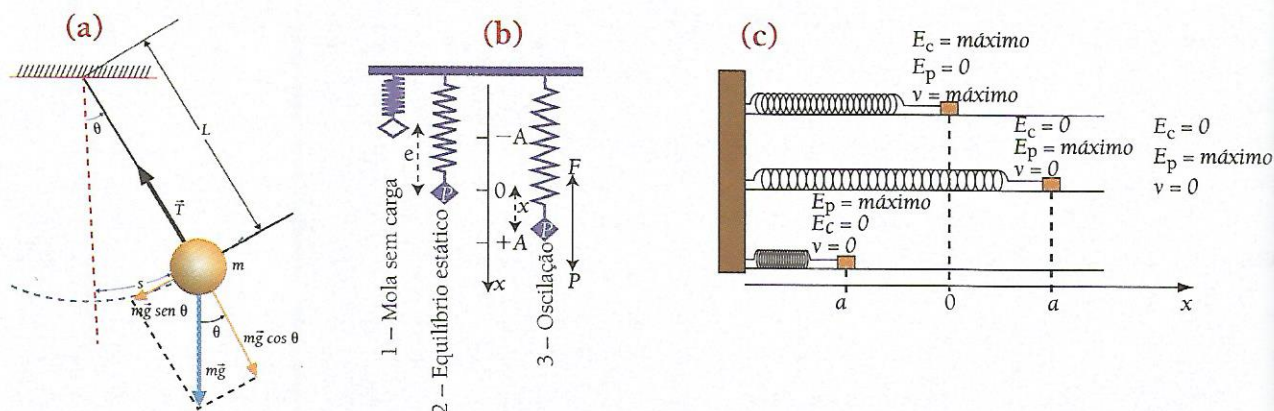 (a)
θ
L
T⃗
m
s
mg⃗ sen θ
θ
mg⃗ cos θ
mg⃗
(b)
e
1 – Mola sem carga
P
2 – Equilíbrio estático
–A
0
x
+A
x
P
3 – Oscilação
F
P
(c)
E_c = máximo
E_p = 0
v = máximo
E_c = 0
E_p = máximo
v = 0
E_c = 0
E_p = máximo
v = 0
E_p = máximo
E_C = 0
v = 0
a
0
a
x